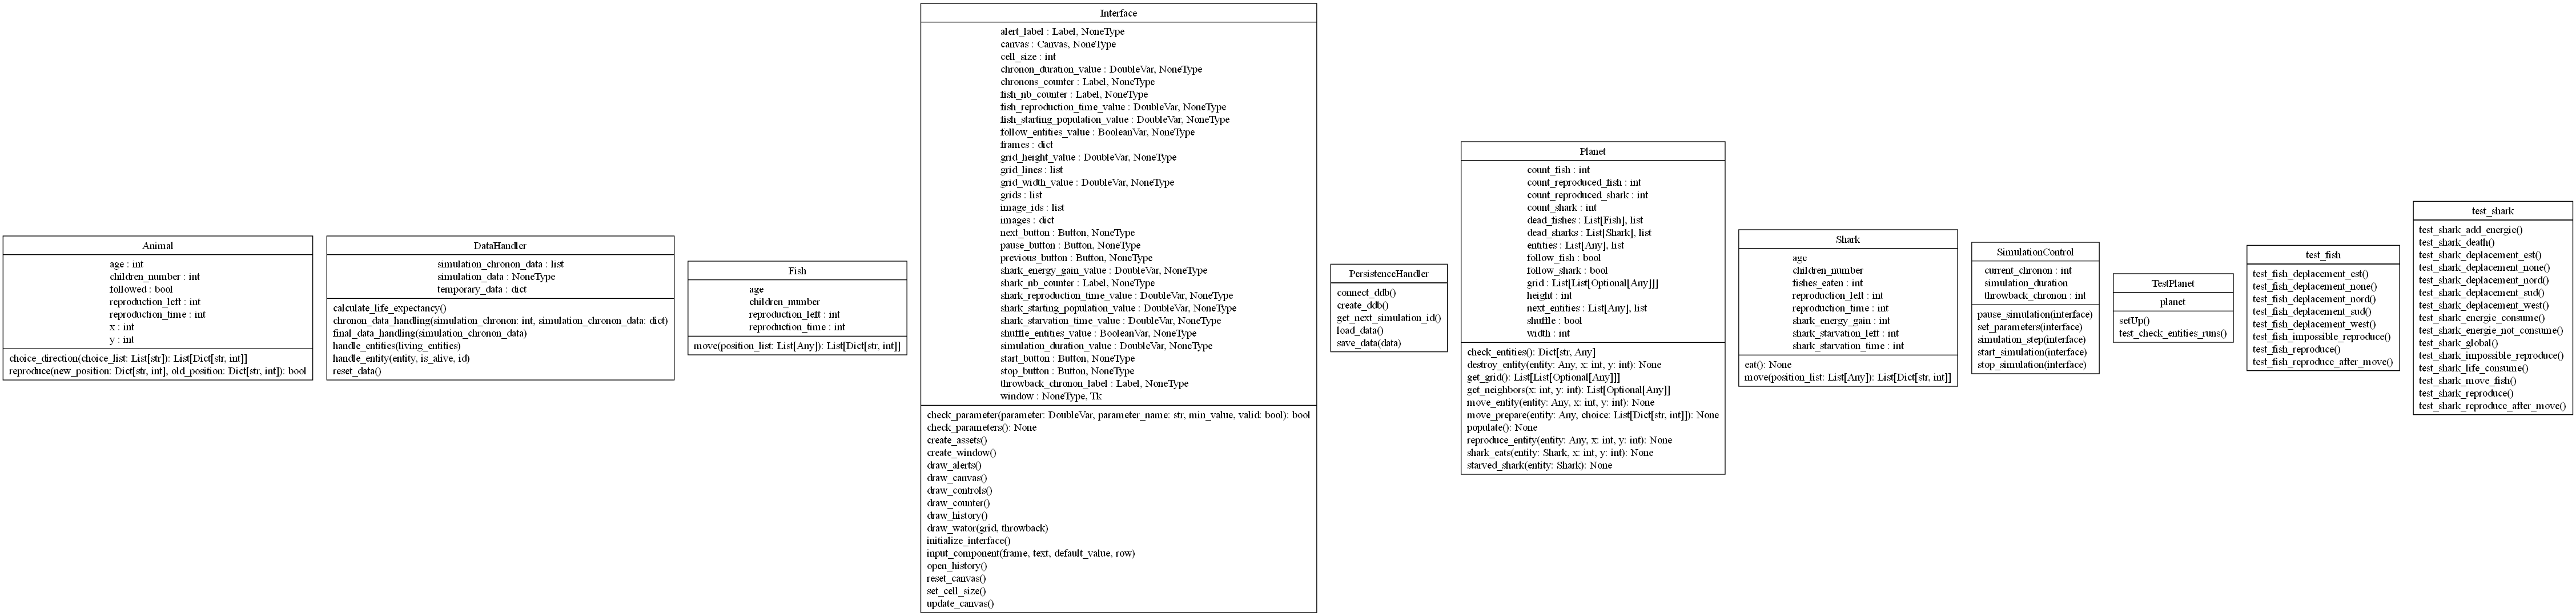 Animal
age : int
children_number : int
followed : bool
reproduction_left : int
reproduction_time : int
x : int
y : int
choice_direction(choice_list: List[str]): List[Dict[str, int]]
reproduce(new_position: Dict[str, int], old_position: Dict[str, int]): bool
DataHandler
simulation_chronon_data : list
simulation_data : NoneType
temporary_data : dict
calculate_life_expectancy()
chronon_data_handling(simulation_chronon: int, simulation_chronon_data: dict)
final_data_handling(simulation_chronon_data)
handle_entities(living_entities)
handle_entity(entity, is_alive, id)
reset_data()
Fish
age
children_number
reproduction_left : int
reproduction_time : int
move(position_list: List[Any]): List[Dict[str, int]]
Interface
alert_label : Label, NoneType
canvas : Canvas, NoneType
cell_size : int
chronon_duration_value : DoubleVar, NoneType
chronons_counter : Label, NoneType
fish_nb_counter : Label, NoneType
fish_reproduction_time_value : DoubleVar, NoneType
fish_starting_population_value : DoubleVar, NoneType
follow_entities_value : BooleanVar, NoneType
frames : dict
grid_height_value : DoubleVar, NoneType
grid_lines : list
grid_width_value : DoubleVar, NoneType
grids : list
image_ids : list
images : dict
next_button : Button, NoneType
pause_button : Button, NoneType
previous_button : Button, NoneType
shark_energy_gain_value : DoubleVar, NoneType
shark_nb_counter : Label, NoneType
shark_reproduction_time_value : DoubleVar, NoneType
shark_starting_population_value : DoubleVar, NoneType
shark_starvation_time_value : DoubleVar, NoneType
shuffle_entities_value : BooleanVar, NoneType
simulation_duration_value : DoubleVar, NoneType
start_button : Button, NoneType
stop_button : Button, NoneType
throwback_chronon_label : Label, NoneType
window : NoneType, Tk
check_parameter(parameter: DoubleVar, parameter_name: str, min_value, valid: bool): bool
check_parameters(): None
create_assets()
create_window()
draw_alerts()
draw_canvas()
draw_controls()
draw_counter()
draw_history()
draw_wator(grid, throwback)
initialize_interface()
input_component(frame, text, default_value, row)
open_history()
reset_canvas()
set_cell_size()
update_canvas()
PersistenceHandler
connect_ddb()
create_ddb()
get_next_simulation_id()
load_data()
save_data(data)
Planet
count_fish : int
count_reproduced_fish : int
count_reproduced_shark : int
count_shark : int
dead_fishes : List[Fish], list
dead_sharks : List[Shark], list
entities : List[Any], list
follow_fish : bool
follow_shark : bool
grid : List[List[Optional[Any]]]
height : int
next_entities : List[Any], list
shuffle : bool
width : int
check_entities(): Dict[str, Any]
destroy_entity(entity: Any, x: int, y: int): None
get_grid(): List[List[Optional[Any]]]
get_neighbors(x: int, y: int): List[Optional[Any]]
move_entity(entity: Any, x: int, y: int): None
move_prepare(entity: Any, choice: List[Dict[str, int]]): None
populate(): None
reproduce_entity(entity: Any, x: int, y: int): None
shark_eats(entity: Shark, x: int, y: int): None
starved_shark(entity: Shark): None
Shark
age
children_number
fishes_eaten : int
reproduction_left : int
reproduction_time : int
shark_energy_gain : int
shark_starvation_left : int
shark_starvation_time : int
eat(): None
move(position_list: List[Any]): List[Dict[str, int]]
SimulationControl
current_chronon : int
simulation_duration
throwback_chronon : int
pause_simulation(interface)
set_parameters(interface)
simulation_step(interface)
start_simulation(interface)
stop_simulation(interface)
TestPlanet
planet
setUp()
test_check_entities_runs()
test_fish
test_fish_deplacement_est()
test_fish_deplacement_none()
test_fish_deplacement_nord()
test_fish_deplacement_sud()
test_fish_deplacement_west()
test_fish_impossible_reproduce()
test_fish_reproduce()
test_fish_reproduce_after_move()
test_shark
test_shark_add_energie()
test_shark_death()
test_shark_deplacement_est()
test_shark_deplacement_none()
test_shark_deplacement_nord()
test_shark_deplacement_sud()
test_shark_deplacement_west()
test_shark_energie_consume()
test_shark_energie_not_consume()
test_shark_global()
test_shark_impossible_reproduce()
test_shark_life_consume()
test_shark_move_fish()
test_shark_reproduce()
test_shark_reproduce_after_move()